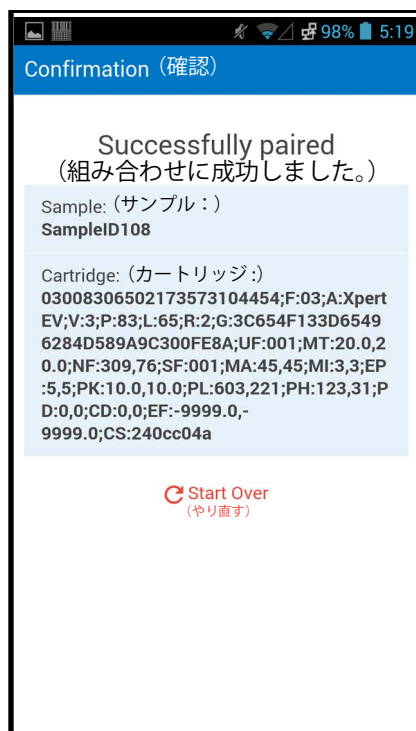 98% 5:19
Confirmation（確認）
Successfully paired
（組み合わせに成功しました。）
Sample:（サンプル：）
SampleID108
Cartridge:（カートリッジ:）
03008306502173573104454;F:03;A:Xpert
EV;V:3;P:83;L:65;R:2;G:3C654F133D6549
6284D589A9C300FE8A;UF:001;MT:20.0,2
0.0;NF:309,76;SF:001;MA:45,45;MI:3,3;EP
:5,5;PK:10.0,10.0;PL:603,221;PH:123,31;P
D:0,0;CD:0,0;EF:-9999.0,-
9999.0;CS:240cc04a
Start Over
（やり直す）